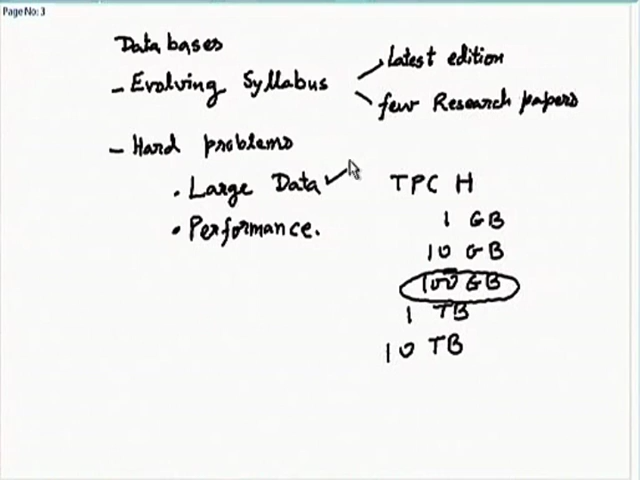 Page No: 3
Databases
- Evolving Syllabus
latest edition
few Research papers
- Hard problems
• Large Data ✓
• Performance.
TPC H
1 GB
10 GB
100 GB
1 TB
10 TB